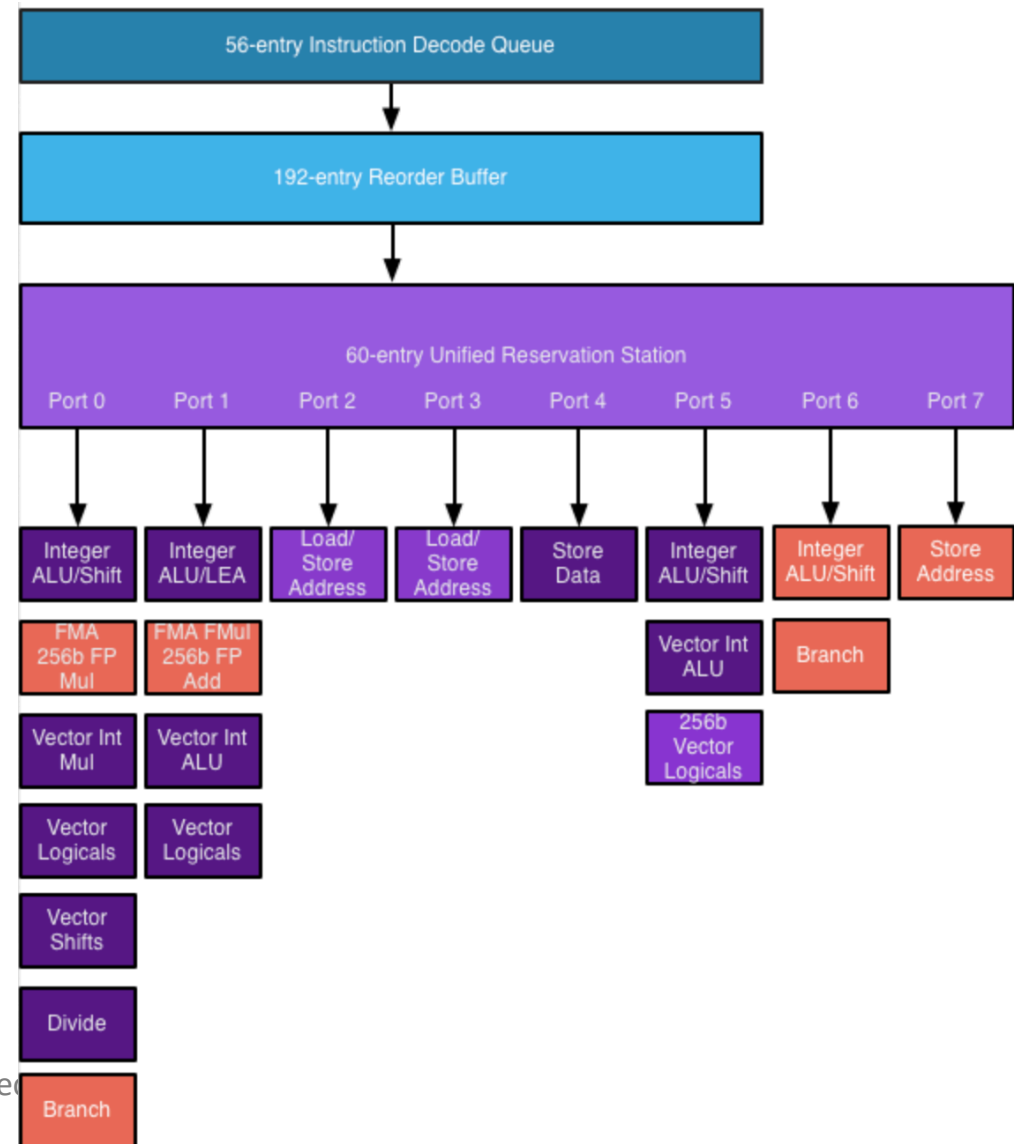 56-entry Instruction Decode Queue
192-entry Reorder Buffer
60-entry Unified Reservation Station
Port 0
Port 1
Port 2
Port 3
Port 4
Port 5
Port 6
Port 7
Integer
ALU/Shift
Integer
ALU/LEA
Load/
Store
Address
Load/
Store
Address
Store
Data
Integer
ALU/Shift
Integer
ALU/Shift
Store
Address
FMA
256b FP
Mul
FMA FMul
256b FP
Add
Vector Int
ALU
Branch
Vector Int
Mul
Vector Int
ALU
256b
Vector
Logicals
Vector
Logicals
Vector
Logicals
Vector
Shifts
Divide
Branch